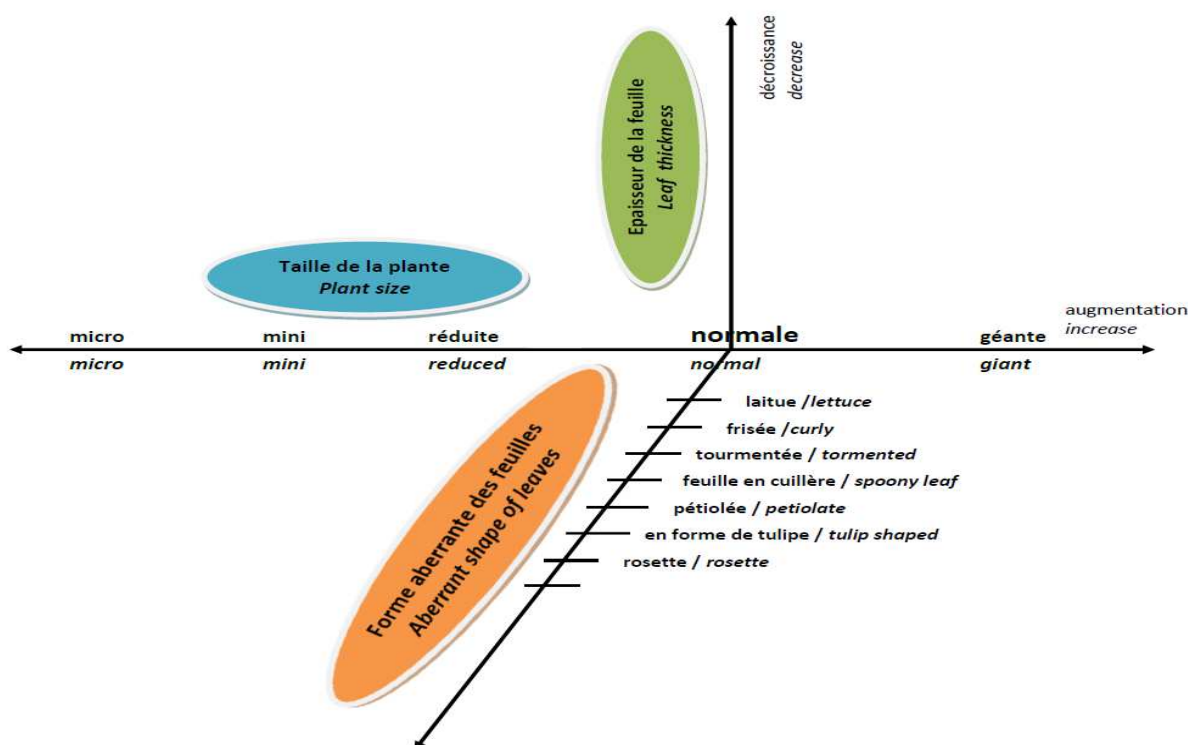 décroissance
decrease
Epaisseur de la feuille
Leaf thickness
Taille de la plante
Plant size
augmentation
increase
micro mini réduite normale géante
micro mini reduced normal giant
laitue /lettuce
frisée /curly
tourmentée / tormented
feuille en cuillère / spoony leaf
pétiolée / petiolate
en forme de tulipe / tulip shaped
rosette / rosette
Forme aberrante des feuilles
Aberrant shape of leaves